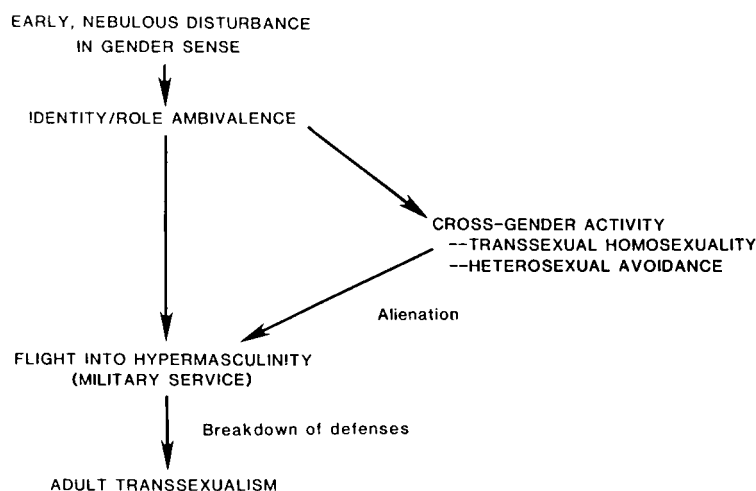 EARLY, NEBULOUS DISTURBANCE
IN GENDER SENSE
IDENTITY/ROLE AMBIVALENCE
CROSS-GENDER ACTIVITY
--TRANSSEXUAL HOMOSEXUALITY
--HETEROSEXUAL AVOIDANCE
Alienation
FLIGHT INTO HYPERMASCULINITY
(MILITARY SERVICE)
Breakdown of defenses
ADULT TRANSSEXUALISM